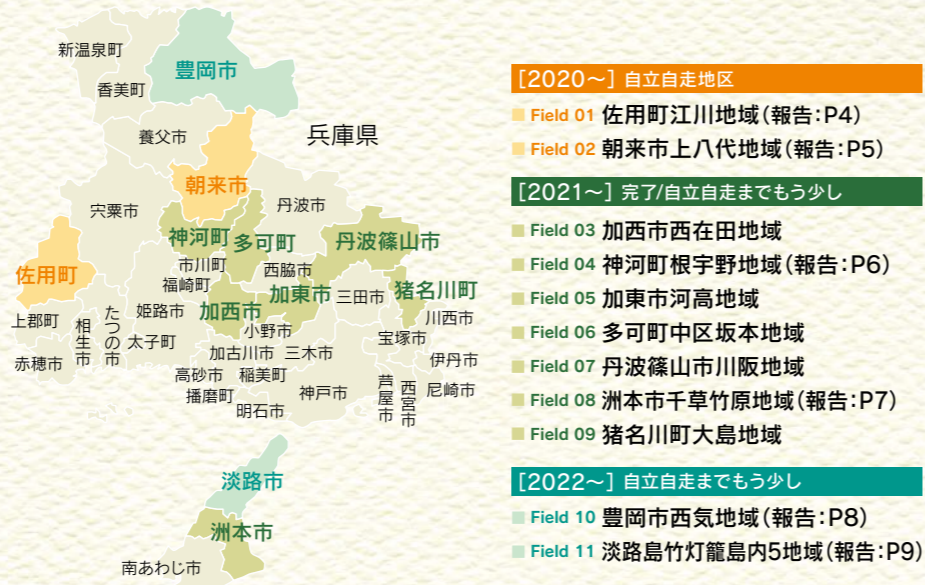 新温泉町
豊岡市
香美町
養父市
兵庫県
朝来市
丹波市
宍粟市
神河町
多可町
丹波篠山市
市川町
西脇市
佐用町
福崎町
加東市
猪名川町
三田市
加西市
姫路市
上郡町
相生市
たつの市
川西市
小野市
宝塚市
太子町
加古川市
三木市
伊丹市
赤穂市
高砂市
稲美町
神戸市
芦屋市
西宮市
尼崎市
播磨町
明石市
淡路市
洲本市
南あわじ市
[2020〜] 自立自走地区
Field 01 佐用町江川地域(報告:P4)
Field 02 朝来市上八代地域(報告:P5)
[2021〜] 完了/自立自走までもう少し
Field 03 加西市西在田地域
Field 04 神河町根宇野地域(報告:P6)
Field 05 加東市河高地域
Field 06 多可町中区坂本地域
Field 07 丹波篠山市川阪地域
Field 08 洲本市千草竹原地域(報告:P7)
Field 09 猪名川町大島地域
[2022〜] 自立自走までもう少し
Field 10 豊岡市西気地域(報告:P8)
Field 11 淡路島竹灯籠島内5地域(報告:P9)